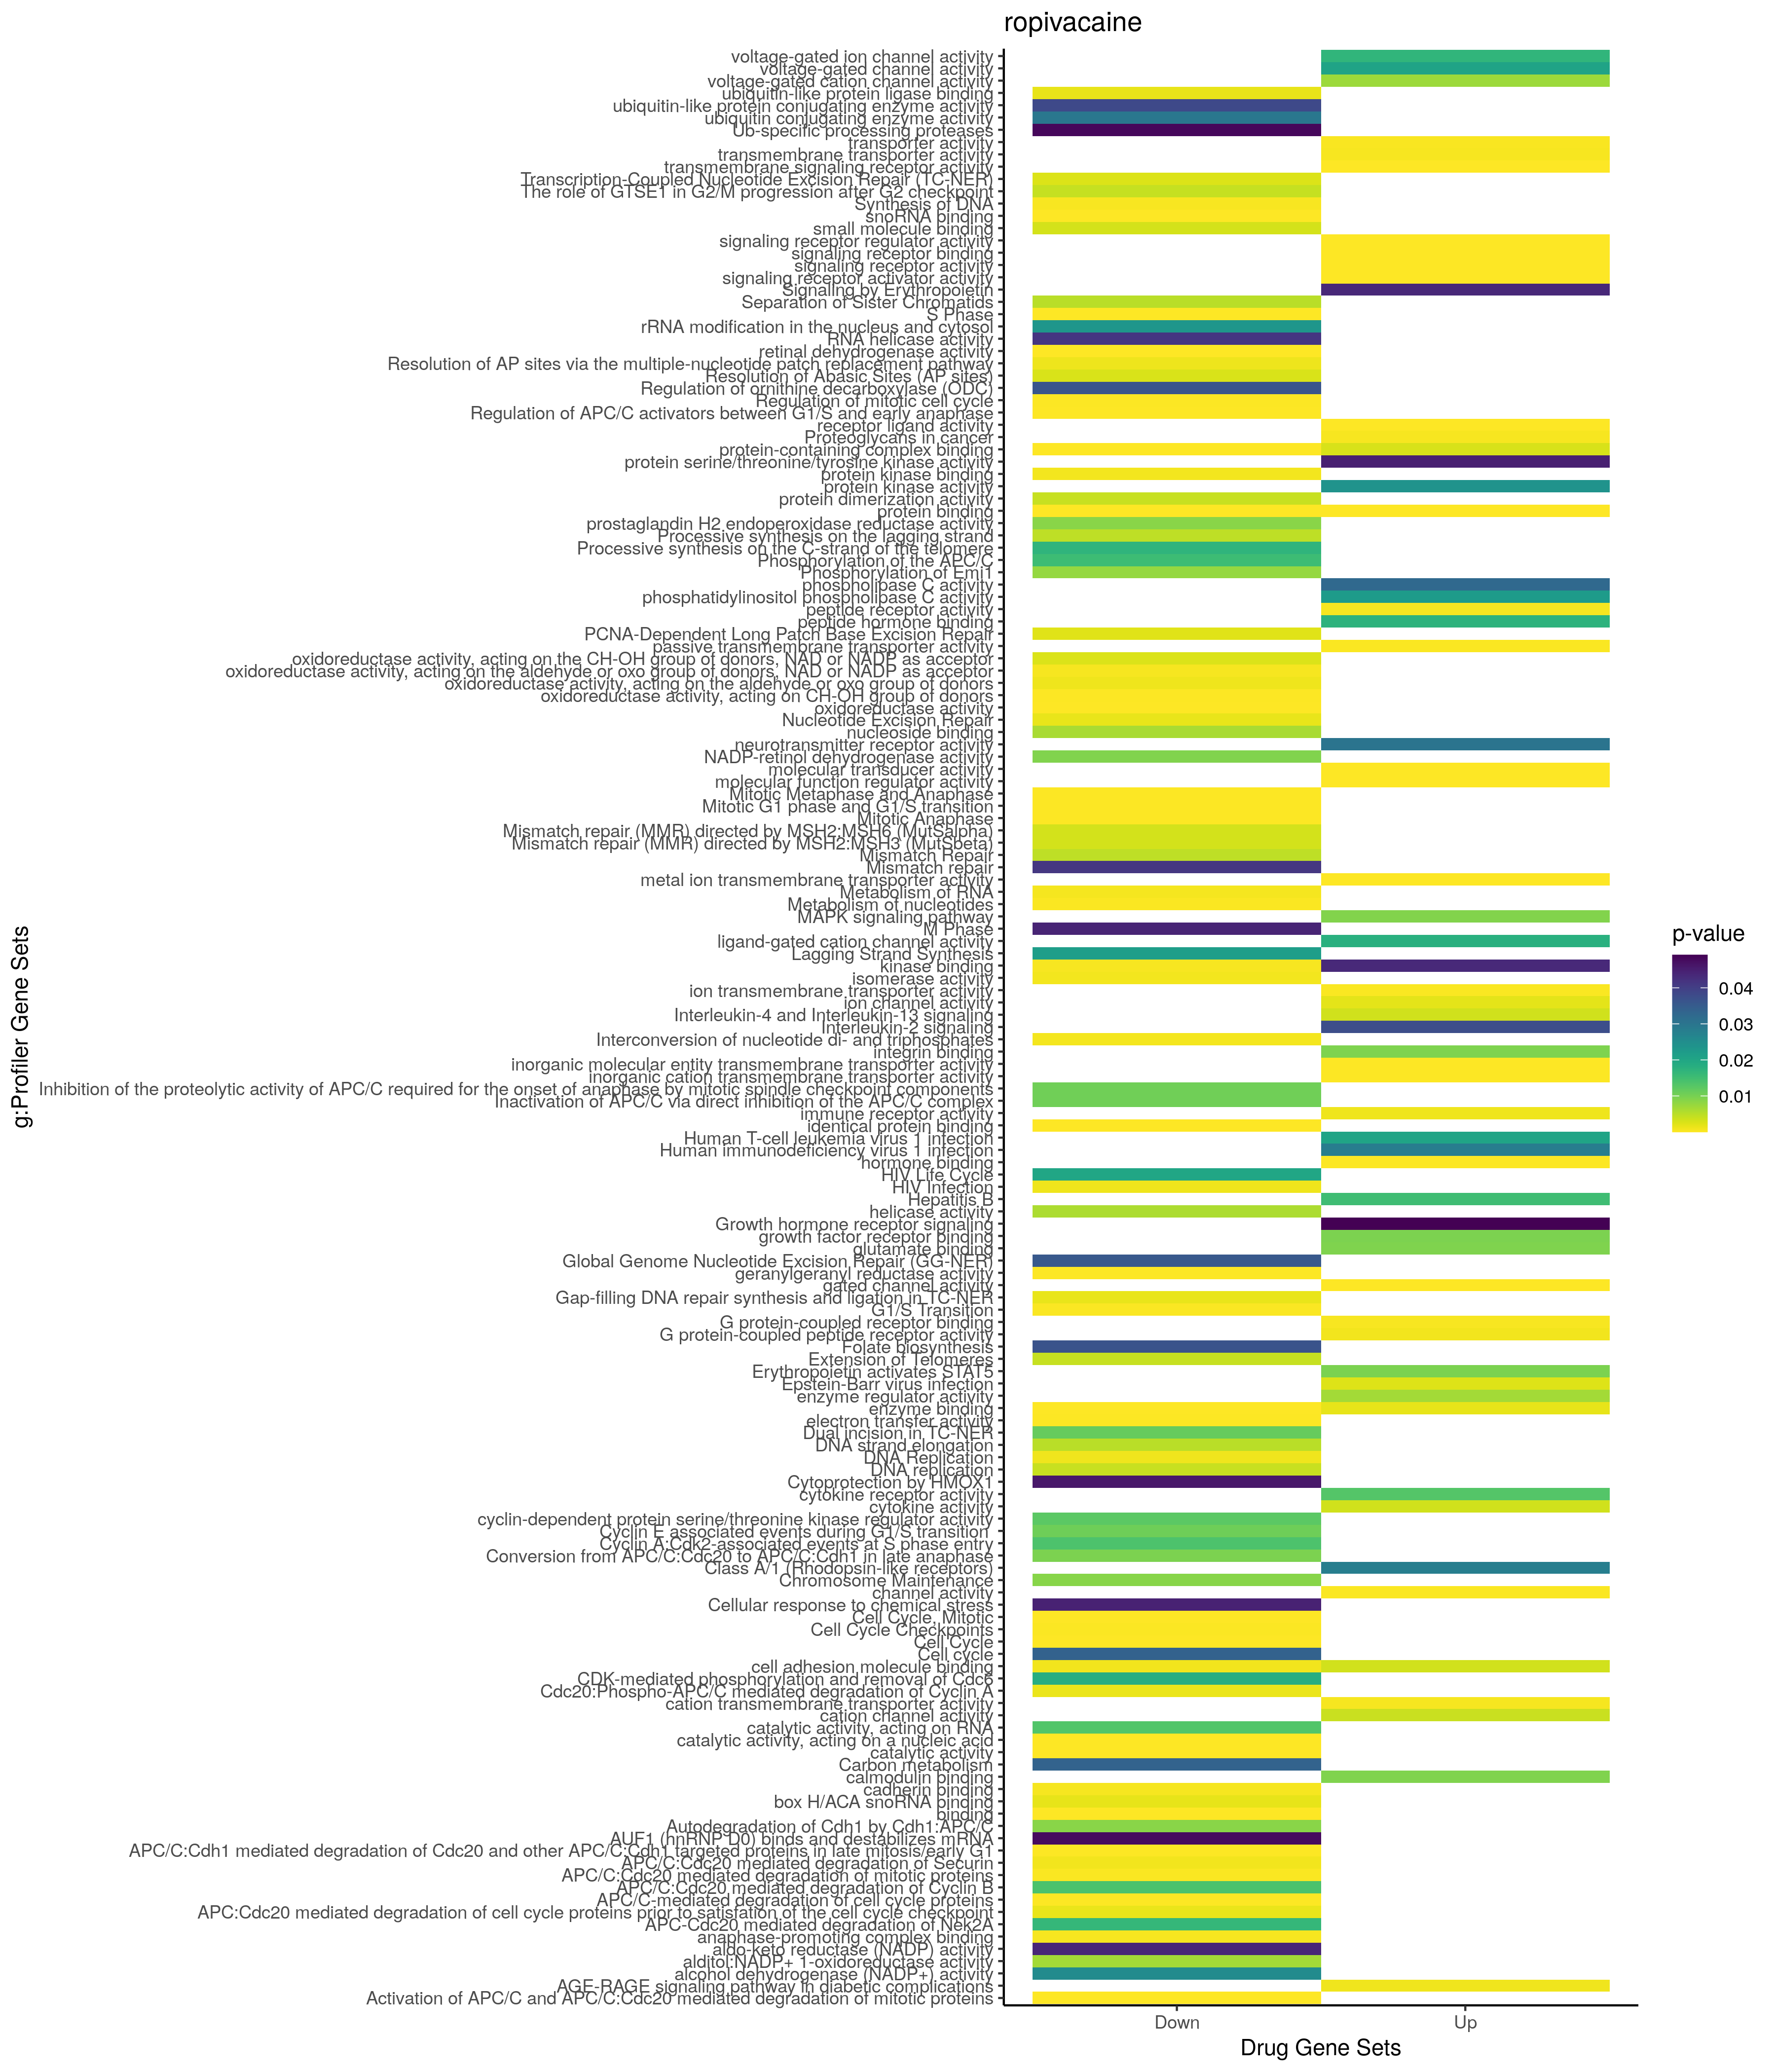 ropivacaine
voltage-gated ion channel activity
voltage-gated channel activity
voltage-gated cation channel activity
ubiquitin-like protein ligase binding
ubiquitin-like protein conjugating enzyme activity
ubiquitin conjugating enzyme activity
Ub-specific processing proteases
transporter activity
transmembrane transporter activity
transmembrane signaling receptor activity
Transcription-Coupled Nucleotide Excision Repair (TC-NER)
The role of GTSE1 in G2/M progression after G2 checkpoint
Synthesis of DNA
snoRNA binding
small molecule binding
signaling receptor regulator activity
signaling receptor binding
signaling receptor activity
signaling receptor activator activity
Signaling by Erythropoietin
Separation of Sister Chromatids
S Phase
rRNA modification in the nucleus and cytosol
RNA helicase activity
retinal dehydrogenase activity
Resolution of AP sites via the multiple-nucleotide patch replacement pathway
Resolution of Abasic Sites (AP sites)
Regulation of ornithine decarboxylase (ODC)
Regulation of mitotic cell cycle
Regulation of APC/C activators between G1/S and early anaphase
receptor ligand activity
Proteoglycans in cancer
protein-containing complex binding
protein serine/threonine/tyrosine kinase activity
protein kinase binding
protein kinase activity
protein dimerization activity
protein binding
prostaglandin H2 endoperoxidase reductase activity
Processive synthesis on the lagging strand
Processive synthesis on the C-strand of the telomere
Phosphorylation of the APC/C
Phosphorylation of Emi1
phospholipase C activity
phosphatidylinositol phospholipase C activity
peptide receptor activity
peptide hormone binding
PCNA-Dependent Long Patch Base Excision Repair
passive transmembrane transporter activity
oxidoreductase activity, acting on the CH-OH group of donors, NAD or NADP as acceptor
oxidoreductase activity, acting on the aldehyde or oxo group of donors, NAD or NADP as acceptor
oxidoreductase activity, acting on the aldehyde or oxo group of donors
oxidoreductase activity, acting on CH-OH group of donors
oxidoreductase activity
Nucleotide Excision Repair
nucleoside binding
neurotransmitter receptor activity
NADP-retinol dehydrogenase activity
molecular transducer activity
molecular function regulator activity
Mitotic Metaphase and Anaphase
Mitotic G1 phase and G1/S transition
Mitotic Anaphase
Mismatch repair (MMR) directed by MSH2:MSH6 (MutSalpha)
Mismatch repair (MMR) directed by MSH2:MSH3 (MutSbeta)
Mismatch Repair
Mismatch repair
metal ion transmembrane transporter activity
Metabolism of RNA
Metabolism of nucleotides
MAPK signaling pathway
M Phase
ligand-gated cation channel activity
Lagging Strand Synthesis
kinase binding
isomerase activity
ion transmembrane transporter activity
ion channel activity
Interleukin-4 and Interleukin-13 signaling
Interleukin-2 signaling
Interconversion of nucleotide di- and triphosphates
integrin binding
inorganic molecular entity transmembrane transporter activity
inorganic cation transmembrane transporter activity
Inhibition of the proteolytic activity of APC/C required for the onset of anaphase by mitotic spindle checkpoint components
Inactivation of APC/C via direct inhibition of the APC/C complex
immune receptor activity
identical protein binding
Human T-cell leukemia virus 1 infection
Human immunodeficiency virus 1 infection
hormone binding
HIV Life Cycle
HIV Infection
Hepatitis B
helicase activity
Growth hormone receptor signaling
growth factor receptor binding
glutamate binding
Global Genome Nucleotide Excision Repair (GG-NER)
geranylgeranyl reductase activity
gated channel activity
Gap-filling DNA repair synthesis and ligation in TC-NER
G1/S Transition
G protein-coupled receptor binding
G protein-coupled peptide receptor activity
Folate biosynthesis
Extension of Telomeres
Erythropoietin activates STAT5
Epstein-Barr virus infection
enzyme regulator activity
enzyme binding
electron transfer activity
Dual incision in TC-NER
DNA strand elongation
DNA Replication
DNA replication
Cytoprotection by HMOX1
cytokine receptor activity
cytokine activity
cyclin-dependent protein serine/threonine kinase regulator activity
Cyclin E associated events during G1/S transition
Cyclin A:Cdk2-associated events at S phase entry
Conversion from APC/C:Cdc20 to APC/C:Cdh1 in late anaphase
Class A/1 (Rhodopsin-like receptors)
Chromosome Maintenance
channel activity
Cellular response to chemical stress
Cell Cycle, Mitotic
Cell Cycle Checkpoints
Cell Cycle
Cell cycle
cell adhesion molecule binding
CDK-mediated phosphorylation and removal of Cdc6
Cdc20:Phospho-APC/C mediated degradation of Cyclin A
cation transmembrane transporter activity
cation channel activity
catalytic activity, acting on RNA
catalytic activity, acting on a nucleic acid
catalytic activity
Carbon metabolism
calmodulin binding
cadherin binding
box H/ACA snoRNA binding
binding
Autodegradation of Cdh1 by Cdh1:APC/C
AUF1 (hnRNP D0) binds and destabilizes mRNA
APC/C:Cdh1 mediated degradation of Cdc20 and other APC/C:Cdh1 targeted proteins in late mitosis/early G1
APC/C:Cdc20 mediated degradation of Securin
APC/C:Cdc20 mediated degradation of mitotic proteins
APC/C:Cdc20 mediated degradation of Cyclin B
APC/C-mediated degradation of cell cycle proteins
APC:Cdc20 mediated degradation of cell cycle proteins prior to satisfation of the cell cycle checkpoint
APC-Cdc20 mediated degradation of Nek2A
anaphase-promoting complex binding
aldo-keto reductase (NADP) activity
alditol:NADP+ 1-oxidoreductase activity
alcohol dehydrogenase (NADP+) activity
AGE-RAGE signaling pathway in diabetic complications
Activation of APC/C and APC/C:Cdc20 mediated degradation of mitotic proteins
Down
Up
Drug Gene Sets
g:Profiler Gene Sets
p-value
0.04
0.03
0.02
0.01